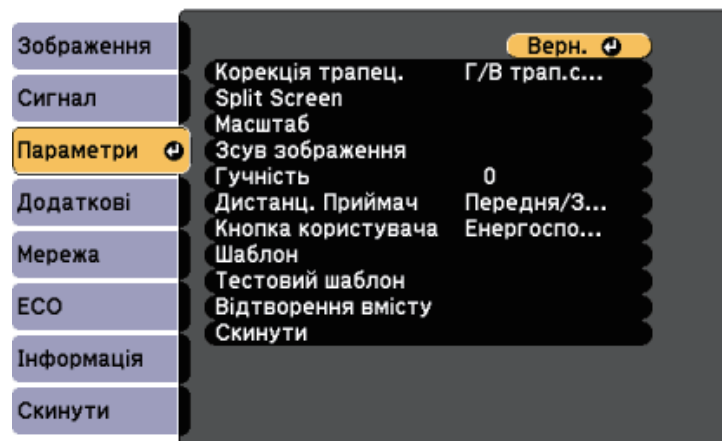 Зображення
Сигнал
Параметри
Додаткові
Мережа
ECO
Інформація
Скинути
Верн.
Корекція трапец. Г/В трап.с...
Split Screen
Масштаб
Зсув зображення
Гучність 0
Дистанц. Приймач Передня/З...
Кнопка користувача Енергоспо...
Шаблон
Тестовий шаблон
Відтворення вмісту
Скинути